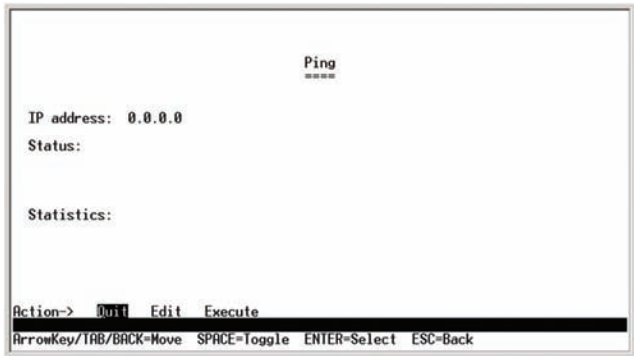 Ping
====
IP address: 0.0.0.0
Status:
Statistics:
Action-> Quit Edit Execute
ArrowKey/TAB/BACK=Move SPACE=Toggle ENTER=Select ESC=Back